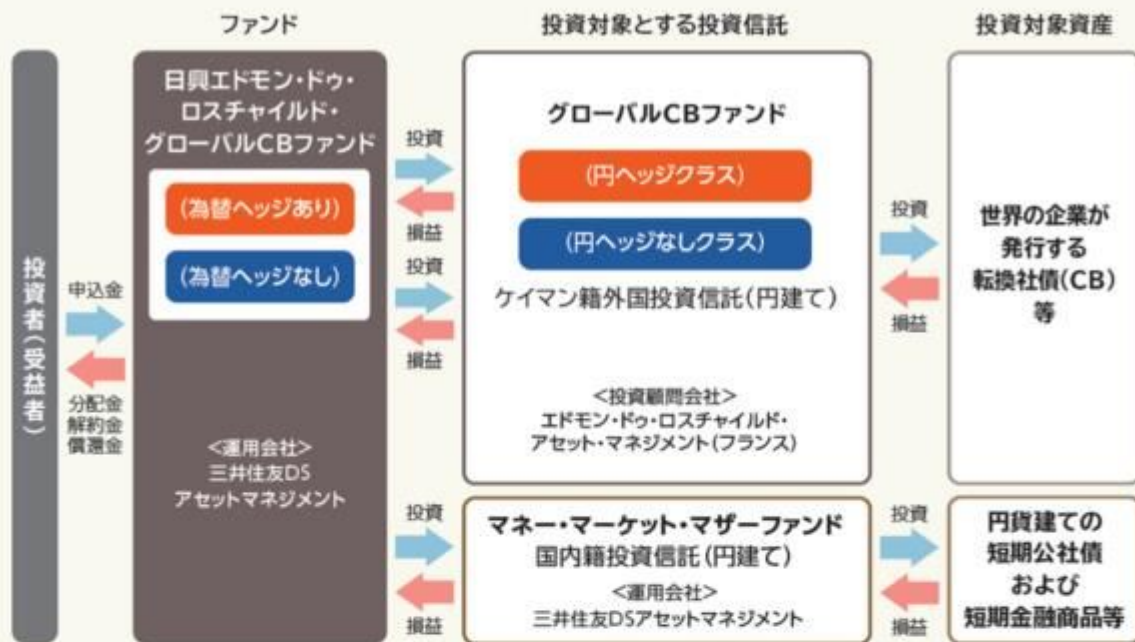 ファンド
投資対象とする投資信託
投資対象資産
投資者(受益者)
申込金
分配金
解約金
償還金
日興エドモン・ドゥ・
ロスチャイルド・
グローバルCBファンド
(為替ヘッジあり)
(為替ヘッジなし)
<運用会社>
三井住友DS
アセットマネジメント
投資
損益
投資
損益
グローバルCBファンド
(円ヘッジクラス)
(円ヘッジなしクラス)
ケイマン籍外国投資信託(円建て)
<投資顧問会社>
エドモン・ドゥ・ロスチャイルド・
アセット・マネジメント(フランス)
投資
損益
世界の企業が
発行する
転換社債(CB)
等
投資
損益
マネー・マーケット・マザーファンド
国内籍投資信託(円建て)
<運用会社>
三井住友DSアセットマネジメント
投資
損益
円貨建ての
短期公社債
および
短期金融商品等